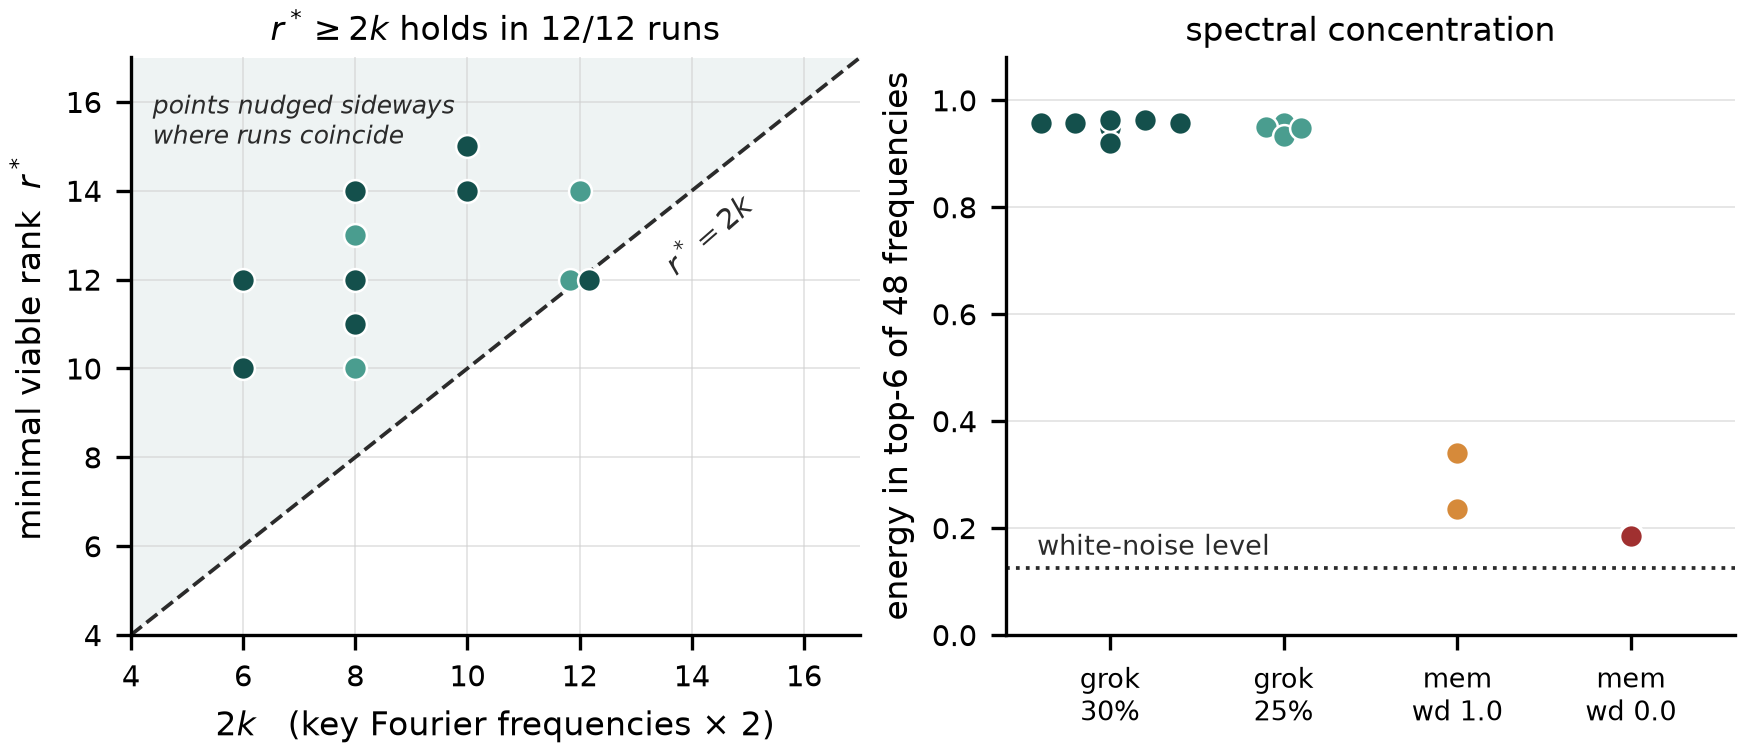 r* ≥ 2k holds in 12/12 runs
points nudged sideways
where runs coincide
r* = 2k
minimal viable rank r*
16
14
12
10
8
6
4
4 6 8 10 12 14 16
2k (key Fourier frequencies × 2)
spectral concentration
energy in top-6 of 48 frequencies
1.0
0.8
0.6
0.4
0.2
0.0
white-noise level
grok grok mem mem
30% 25% wd 1.0 wd 0.0